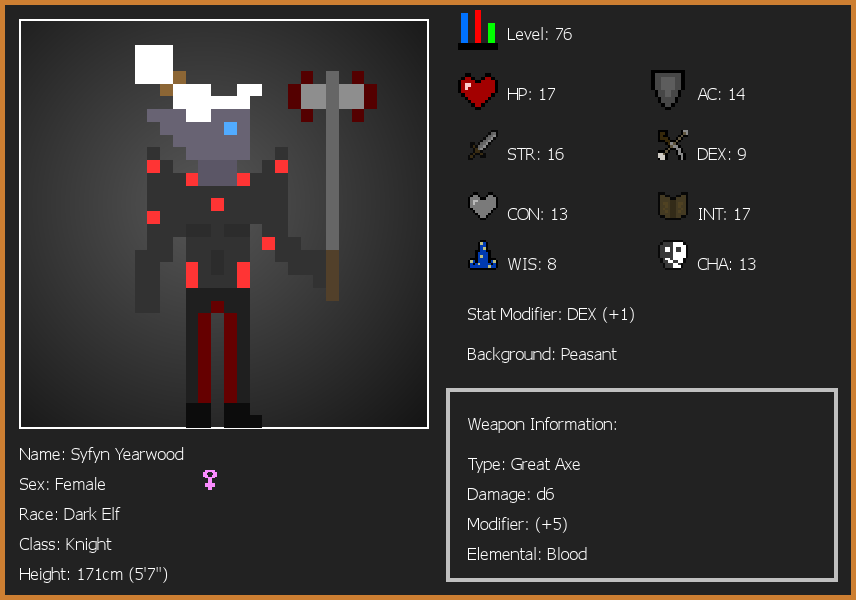 Level: 76
HP: 17
AC: 14
STR: 16
DEX: 9
CON: 13
INT: 17
WIS: 8
CHA: 13
Stat Modifier: DEX (+1)
Background: Peasant
Weapon Information:
Type: Great Axe
Damage: d6
Modifier: (+5)
Elemental: Blood
Name: Syfyn Yearwood
Sex: Female
Race: Dark Elf
Class: Knight
Height: 171cm (5'7")